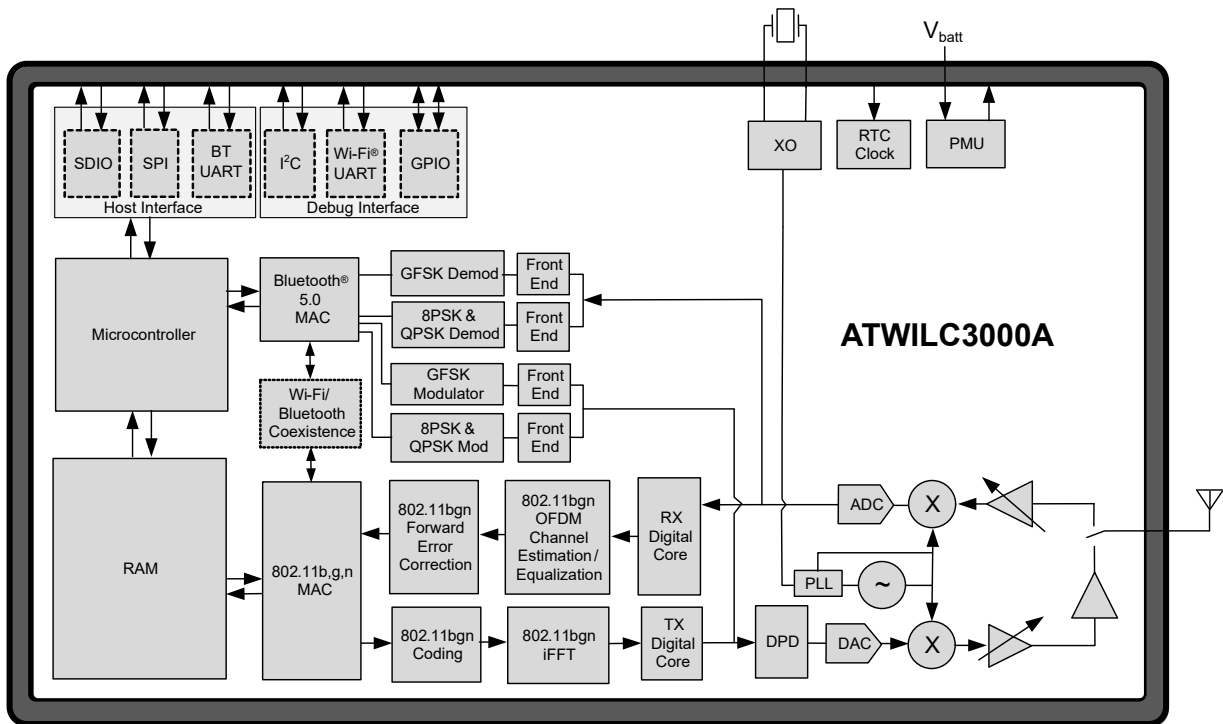 V_batt
SDIO
SPI
BT
UART
Host Interface
I²C
Wi-Fi®
UART
GPIO
Debug Interface
XO
RTC
Clock
PMU
Microcontroller
Bluetooth®
5.0
MAC
GFSK Demod
Front
End
8PSK &
QPSK Demod
Front
End
ATWILC3000A
Wi-Fi/
Bluetooth
Coexistence
GFSK
Modulator
Front
End
8PSK &
QPSK Mod
Front
End
RAM
802.11b,g,n
MAC
802.11bgn
Forward
Error
Correction
802.11bgn
OFDM
Channel
Estimation /
Equalization
RX
Digital
Core
ADC
X
PLL
~
802.11bgn
Coding
802.11bgn
iFFT
TX
Digital
Core
DPD
DAC
X